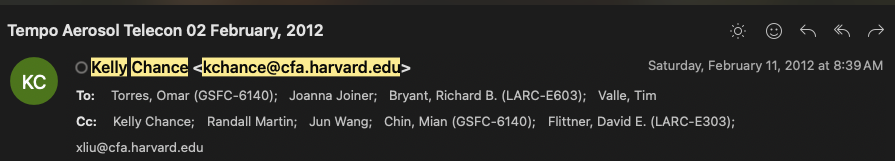 Tempo Aerosol Telecon 02 February, 2012
KC
Kelly Chance <kchance@cfa.harvard.edu>
Saturday, February 11, 2012 at 8:39 AM
To: Torres, Omar (GSFC-6140); Joanna Joiner; Bryant, Richard B. (LARC-E603); Valle, Tim
Cc: Kelly Chance; Randall Martin; Jun Wang; Chin, Mian (GSFC-6140); Flittner, David E. (LARC-E303);
xliu@cfa.harvard.edu